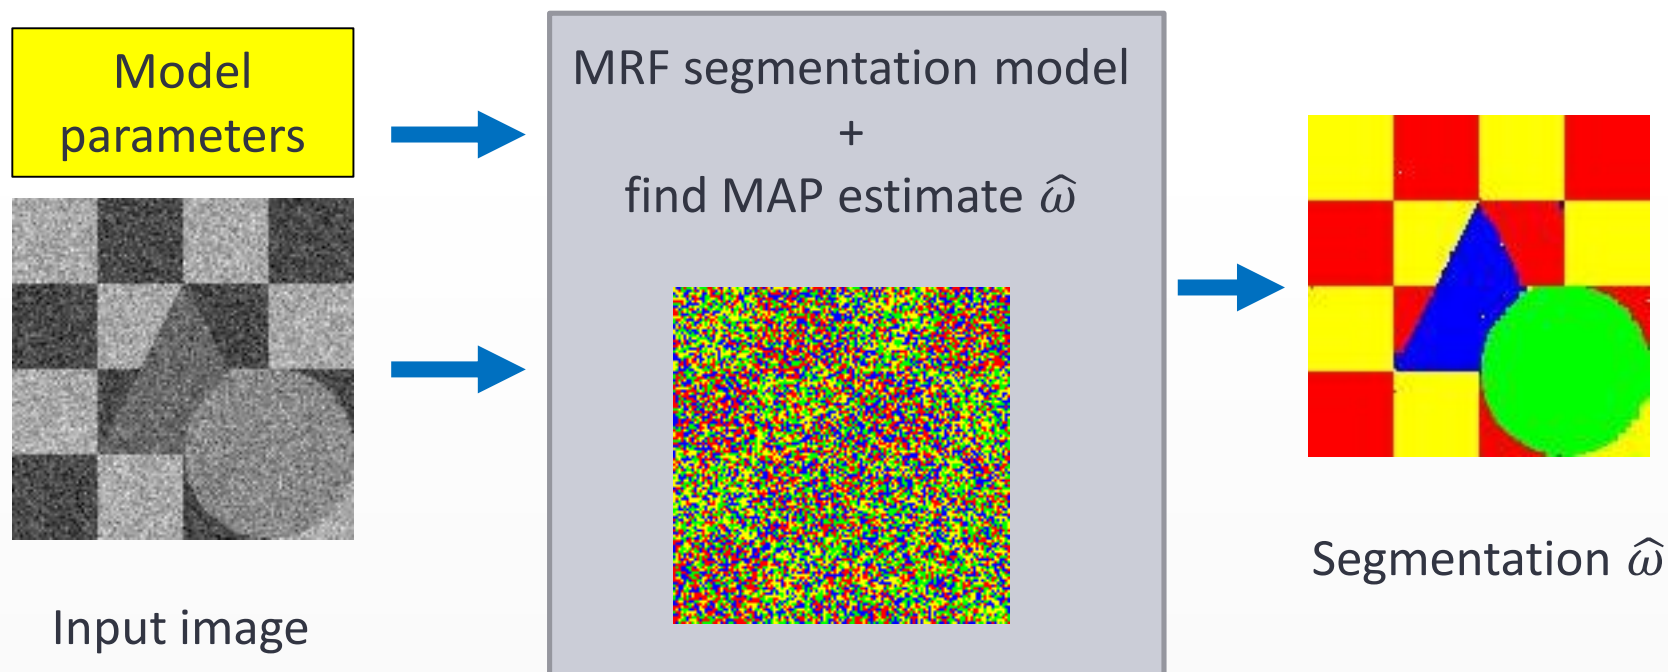 Model
parameters
Input image
MRF segmentation model
+
find MAP estimate ω̂
Segmentation ω̂